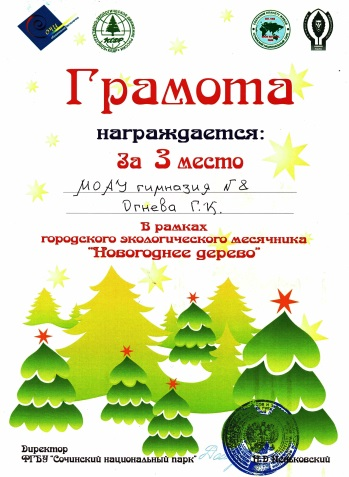 Грамота
награждается:
За 3 место
МОАУ гимназия №8
Огнева Г.К.
В рамках
городского экологического месячника
"Новогоднее дерево"
Директор
ФГБУ "Сочинский национальный парк"